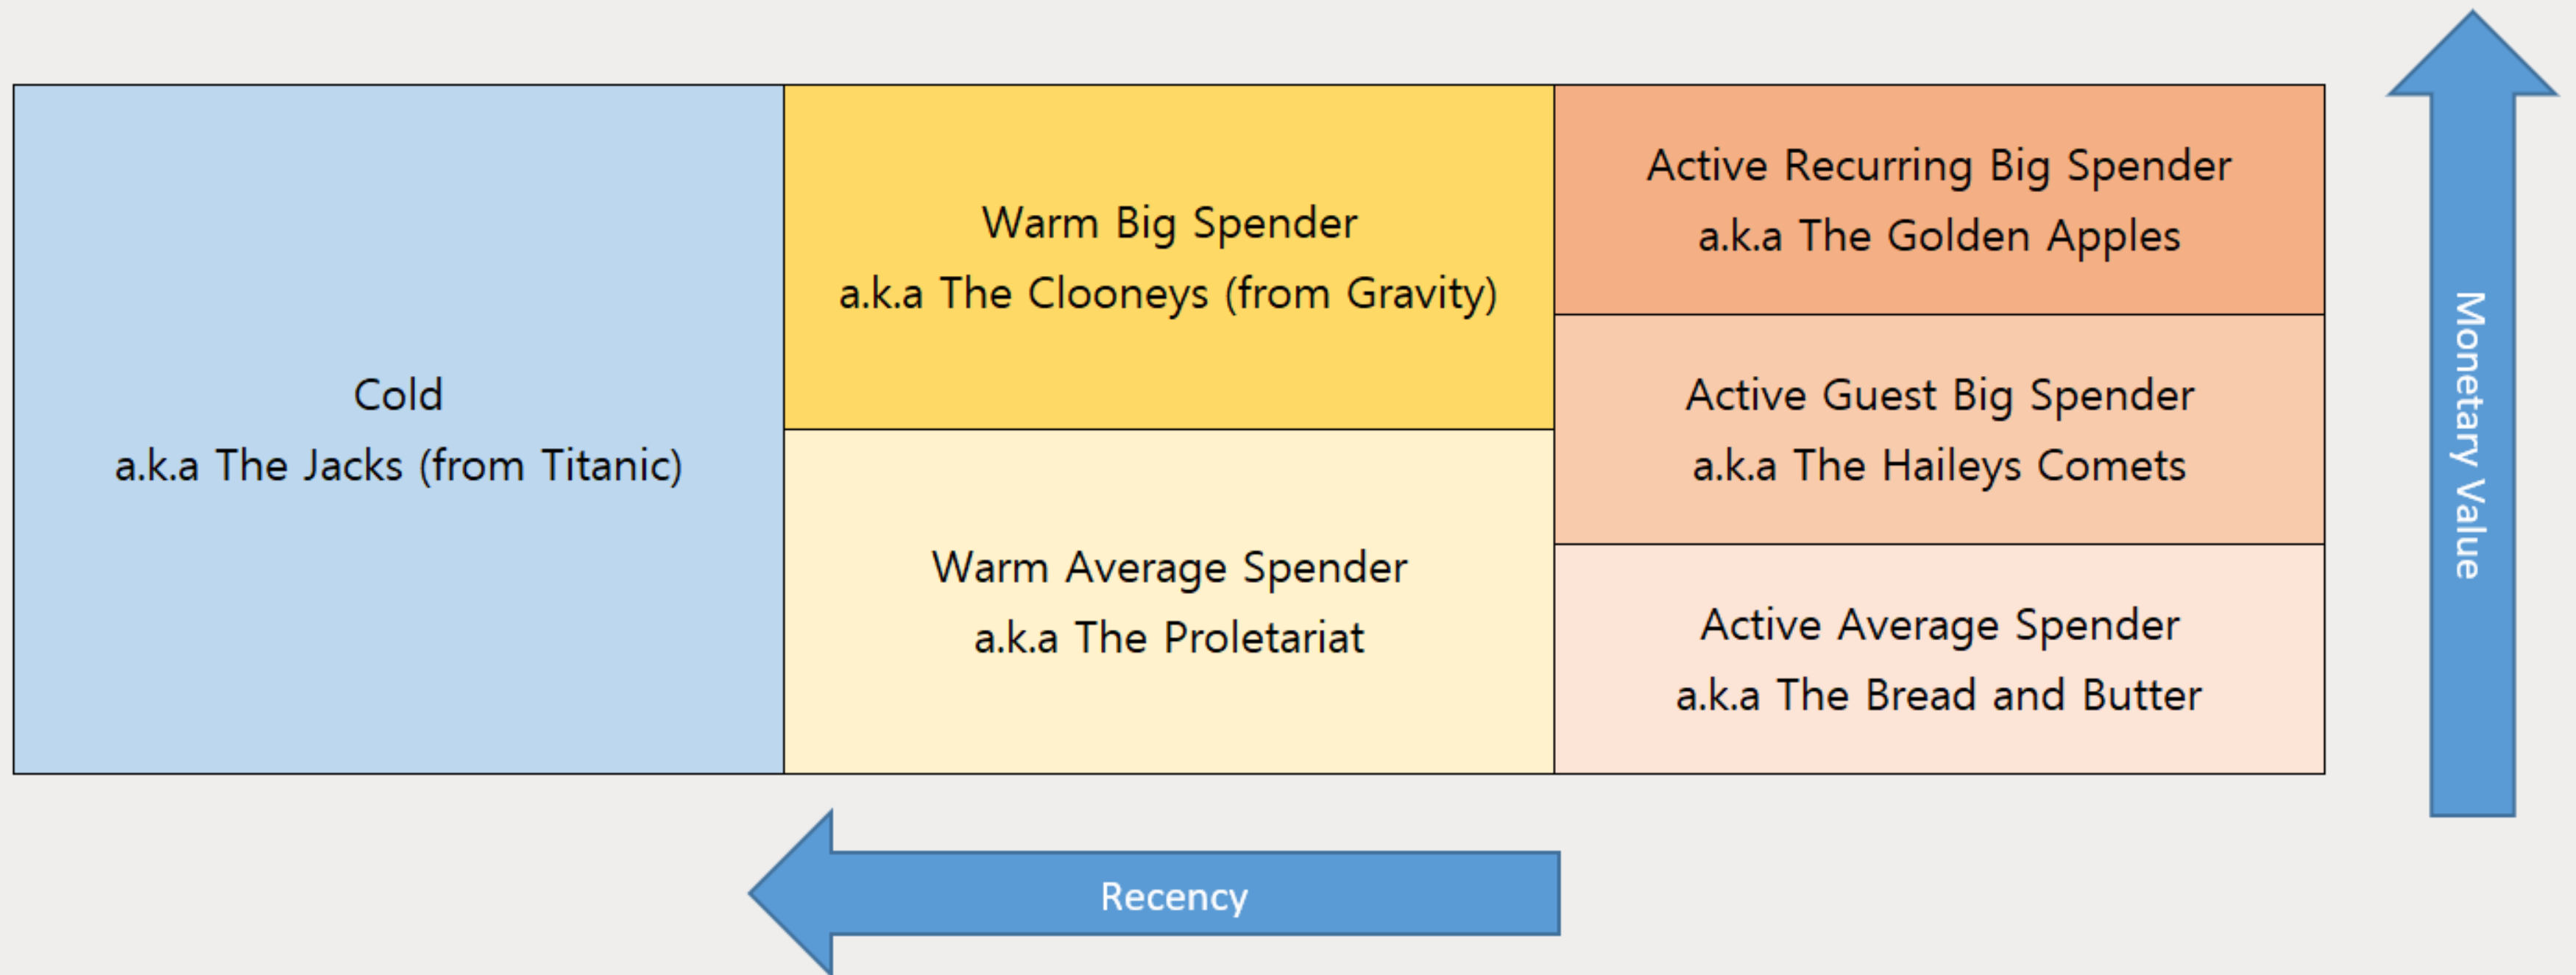 Cold
a.k.a The Jacks (from Titanic)
Warm Big Spender
a.k.a The Clooneys (from Gravity)
Warm Average Spender
a.k.a The Proletariat
Active Recurring Big Spender
a.k.a The Golden Apples
Active Guest Big Spender
a.k.a The Haileys Comets
Active Average Spender
a.k.a The Bread and Butter
Monetary Value
Recency